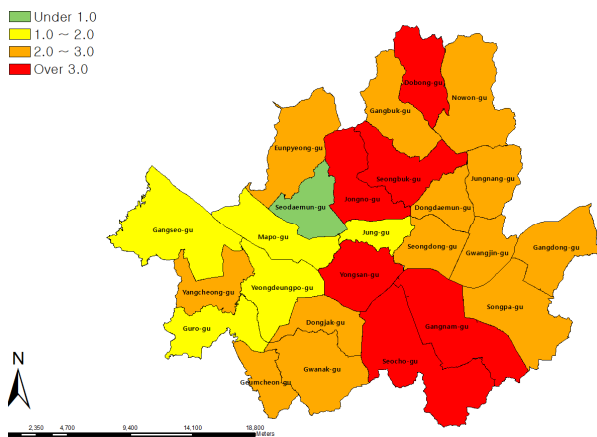 Under 1.0
1.0 ~ 2.0
2.0 ~ 3.0
Over 3.0
Dobong-gu
Nowon-gu
Gangbuk-gu
Eunpyeong-gu
Seongbuk-gu
Jungnang-gu
Jongno-gu
Seodaemun-gu
Dongdaemun-gu
Gangseo-gu
Mapo-gu
Jung-gu
Seongdong-gu
Gwangjin-gu
Gangdong-gu
Yongsan-gu
Yangcheong-gu
Yeongdeungpo-gu
Songpa-gu
Guro-gu
Dongjak-gu
Gangnam-gu
Seocho-gu
Gwanak-gu
Geumcheon-gu
N
2,350 4,700 9,400 14,100 18,800
Meters